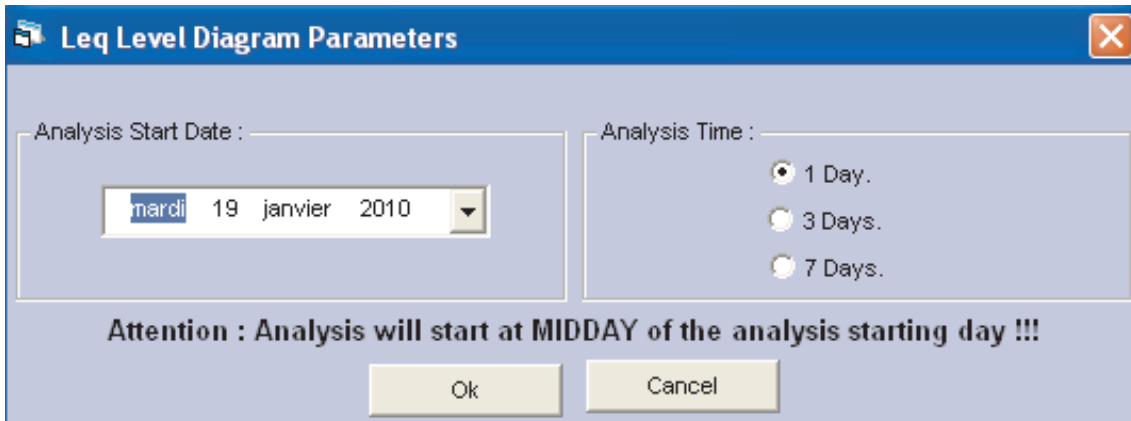 Leq Level Diagram Parameters
Analysis Start Date :
mardi 19 janvier 2010
Analysis Time :
1 Day.
3 Days.
7 Days.
Attention : Analysis will start at MIDDAY of the analysis starting day !!!
Ok
Cancel